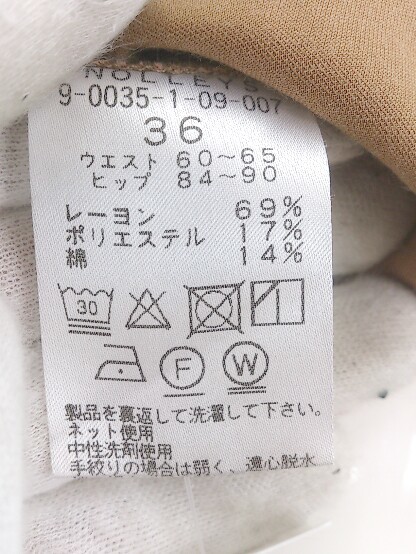 NOLLEY'S
9-0035-1-09-007
36
ウエスト 60～65
ヒップ 84～90
レーヨン 69%
ポリエステル 17%
綿 14%
30
F W
製品を裏返して洗濯して下さい。
ネット使用
中性洗剤使用
手絞りの場合は弱く、遠心脱水